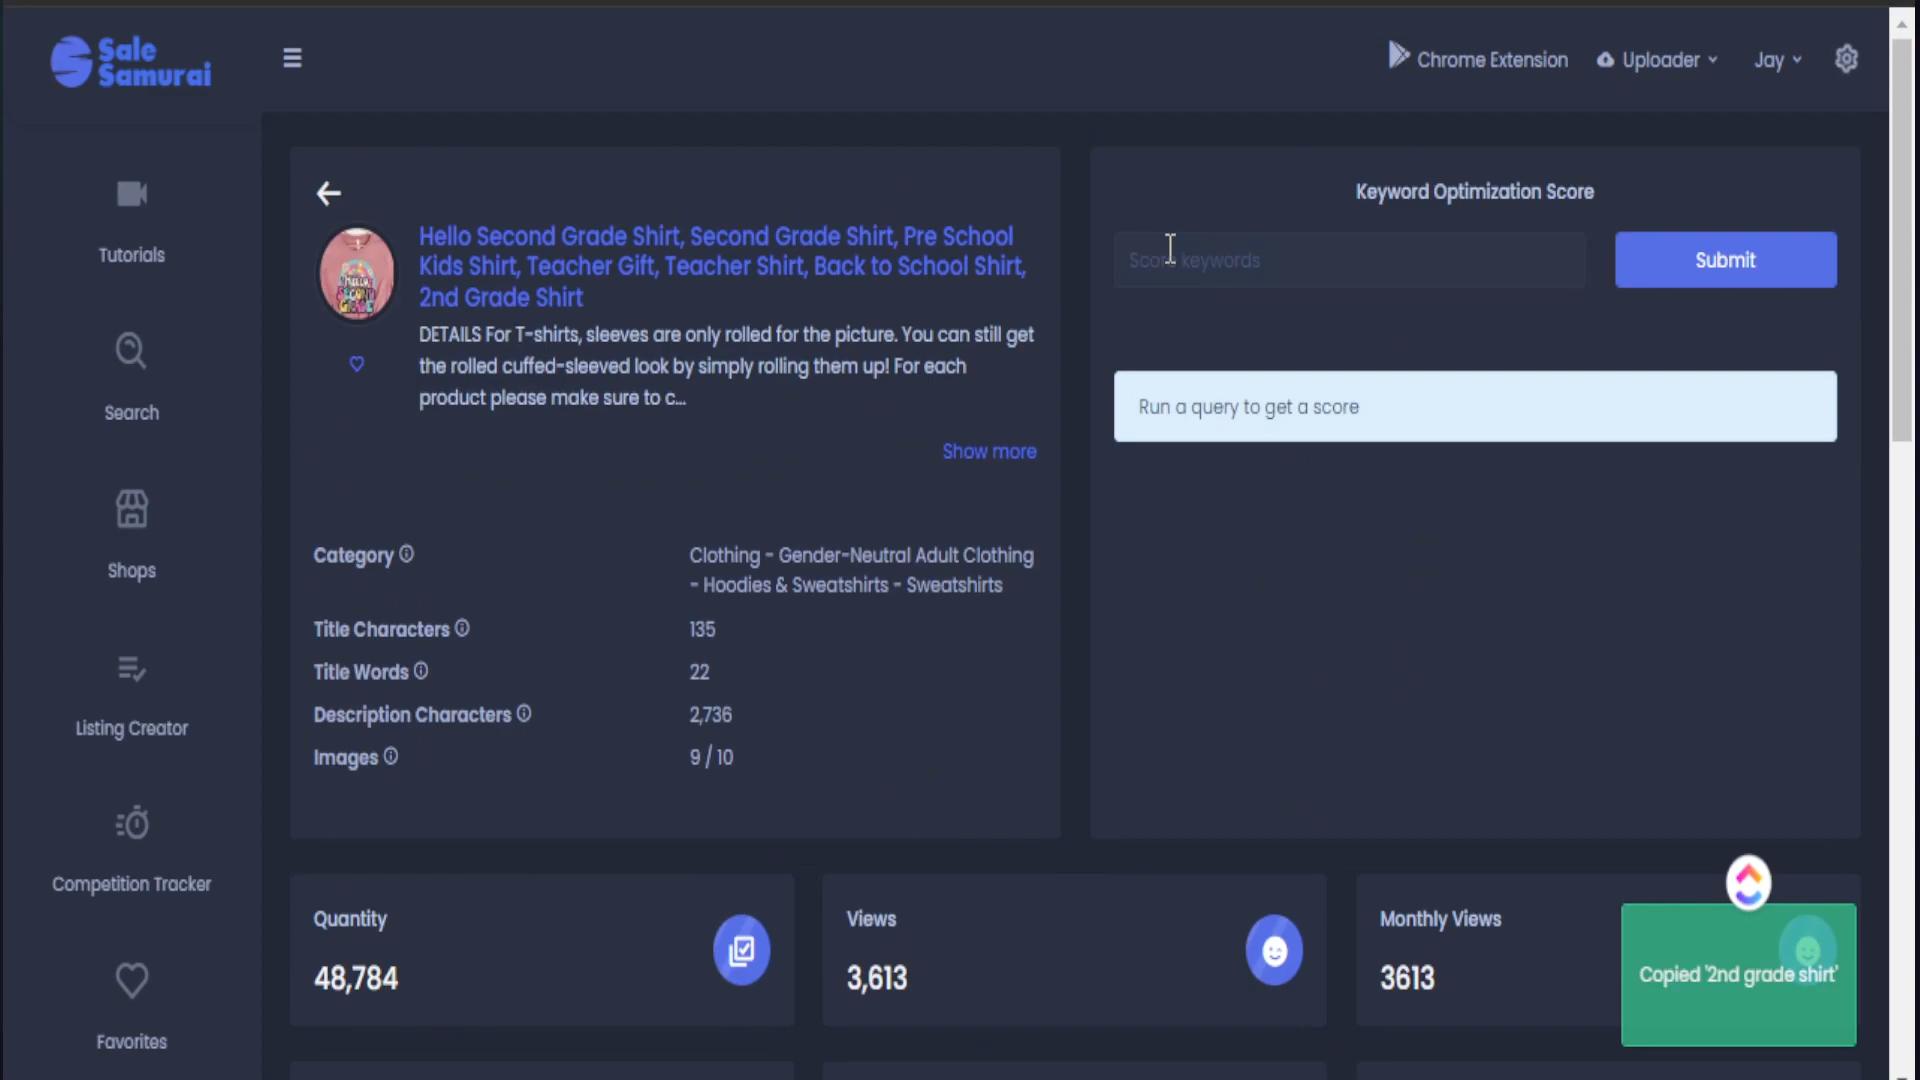 Sale
Samurai
Chrome Extension
Uploader
Jay
Tutorials
Search
Shops
Listing Creator
Competition Tracker
Favorites
Hello Second Grade Shirt, Second Grade Shirt, Pre School
Kids Shirt, Teacher Gift, Teacher Shirt, Back to School Shirt,
2nd Grade Shirt
DETAILS For T-shirts, sleeves are only rolled for the picture. You can still get
the rolled cuffed-sleeved look by simply rolling them up! For each
product please make sure to c...
Show more
Category
Clothing - Gender-Neutral Adult Clothing
- Hoodies & Sweatshirts - Sweatshirts
Title Characters
135
Title Words
22
Description Characters
2,736
Images
9 / 10
Keyword Optimization Score
Score keywords
Submit
Run a query to get a score
Quantity
48,784
Views
3,613
Monthly Views
3613
Copied '2nd grade shirt'
HELLO
SECOND
GRADE